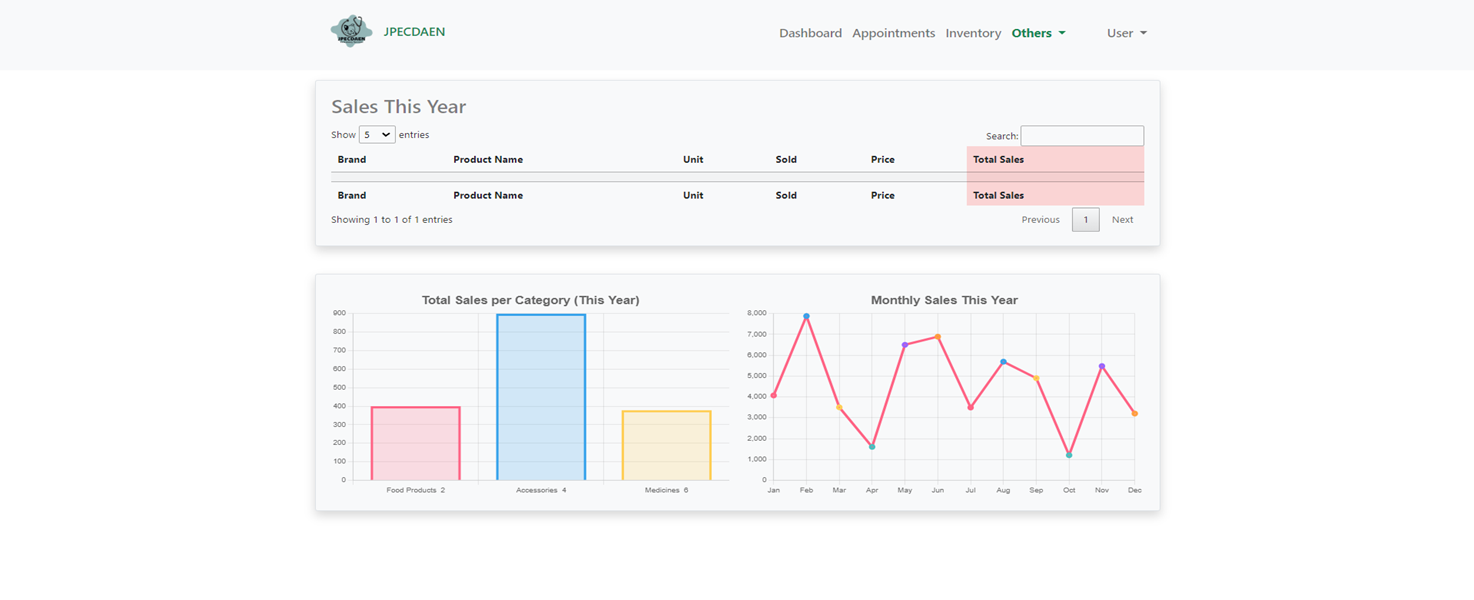 JPECDAEN
JPECDAEN Dashboard Appointments Inventory Others User
Sales This Year
Show 5 entries Search:
Brand Product Name Unit Sold Price Total Sales
Brand Product Name Unit Sold Price Total Sales
Showing 1 to 1 of 1 entries Previous 1 Next
Total Sales per Category (This Year)
900
800
700
600
500
400
300
200
100
0
Food Products 2 Accessories 4 Medicines 6
Monthly Sales This Year
8,000
7,000
6,000
5,000
4,000
3,000
2,000
1,000
0
Jan Feb Mar Apr May Jun Jul Aug Sep Oct Nov Dec